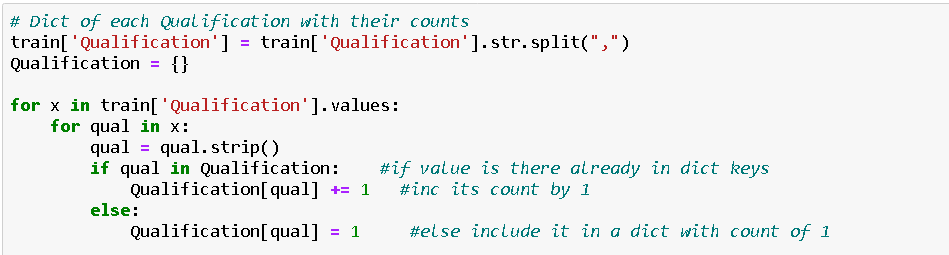 # Dict of each Qualification with their counts
train['Qualification'] = train['Qualification'].str.split(",")
Qualification = {}

for x in train['Qualification'].values:
    for qual in x:
        qual = qual.strip()
        if qual in Qualification:    #if value is there already in dict keys
            Qualification[qual] += 1   #inc its count by 1
        else:
            Qualification[qual] = 1     #else include it in a dict with count of 1